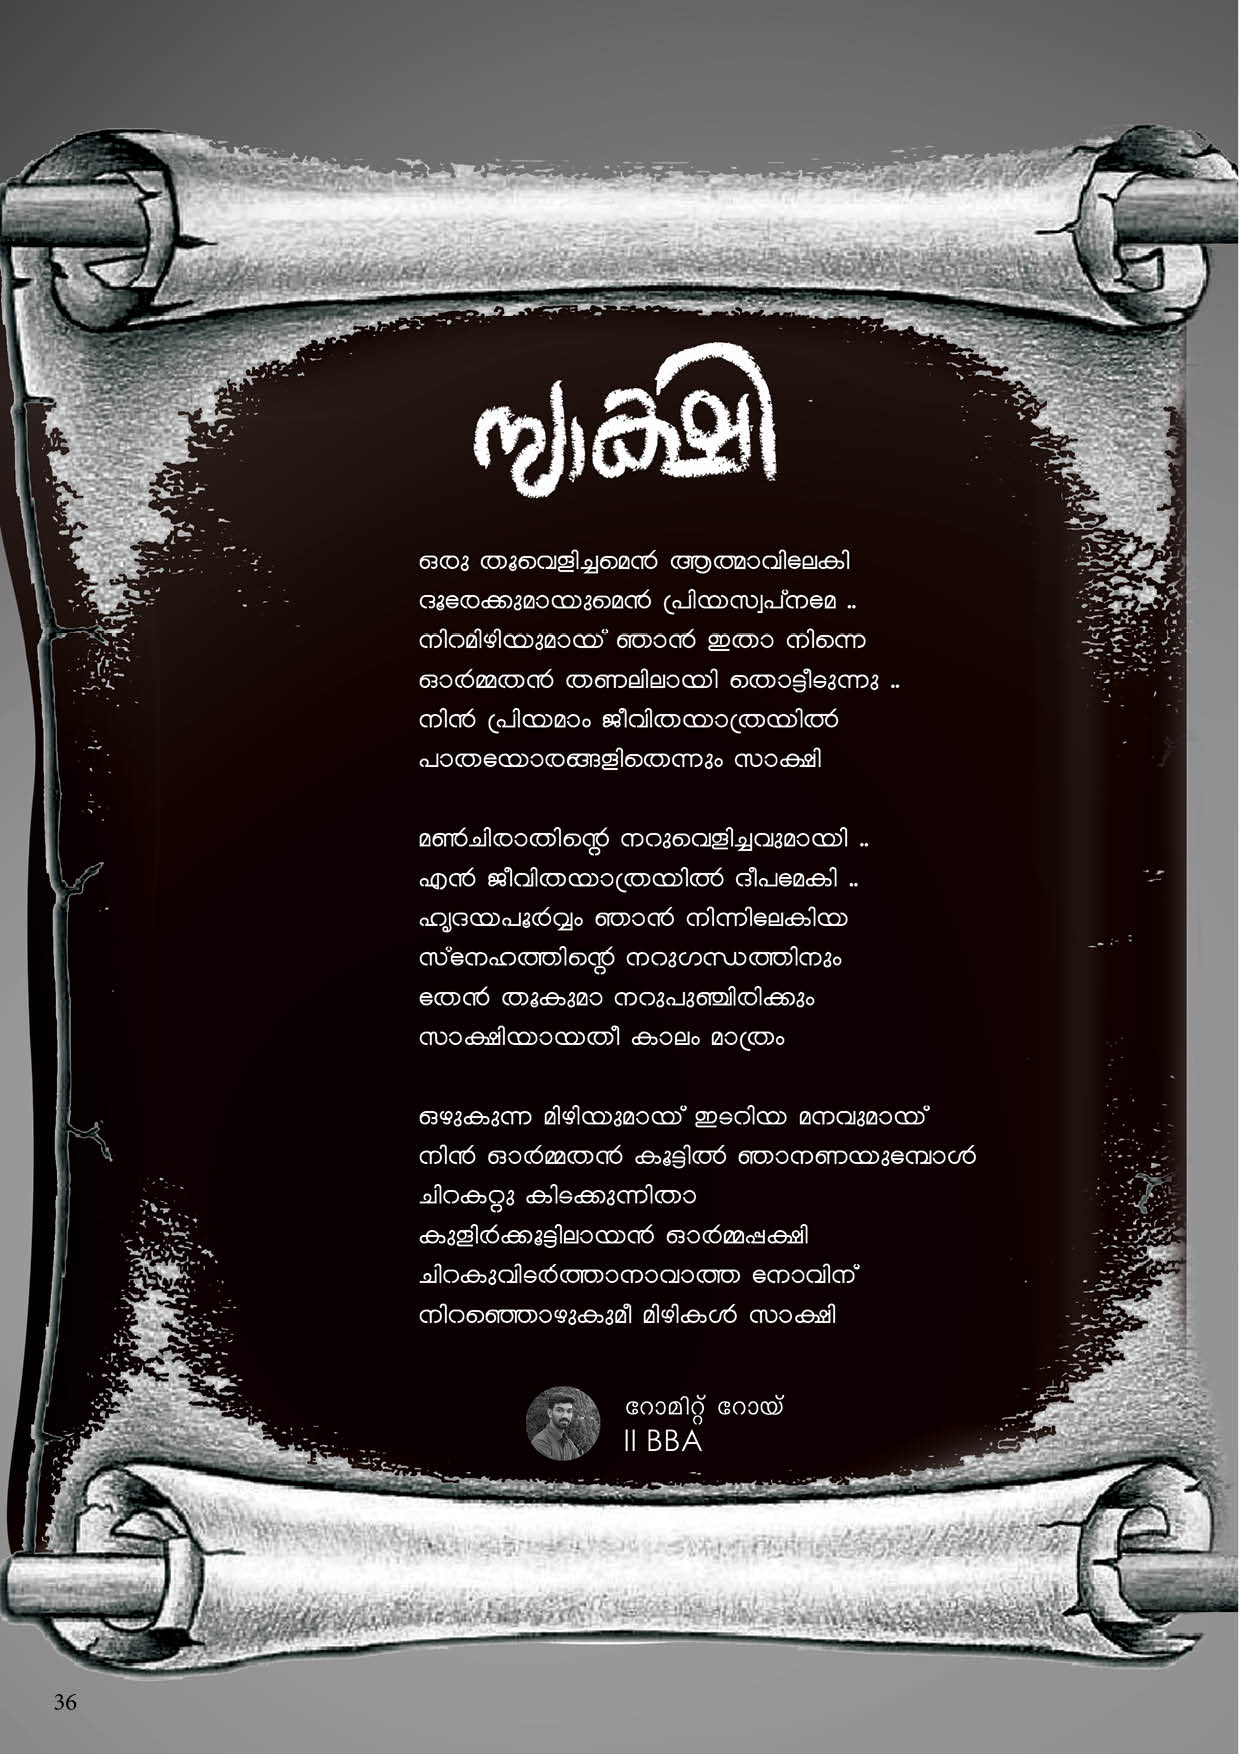 സാക്ഷി
ഒരു തൂവെളിച്ചമെൻ ആത്മാവിലേകി
ദൂരേക്കുമായുമെൻ പ്രിയസ്വപ്നമേ ..
നിറമിഴിയുമായ് ഞാൻ ഇതാ നിന്നെ
ഓർമ്മതൻ തണലിലായി തൊട്ടീടുന്നു ..
നിൻ പ്രിയമാം ജീവിതയാത്രയിൽ
പാതയോരങ്ങളിതെന്നും സാക്ഷി
മൺചിരാതിന്റെ നറുവെളിച്ചവുമായി ..
എൻ ജീവിതയാത്രയിൽ ദീപമേകി ..
ഹൃദയപൂർവ്വം ഞാൻ നിന്നിലേകിയ
സ്നേഹത്തിന്റെ നറുഗന്ധത്തിനും
തേൻ തൂകുമാ നറുപുഞ്ചിരിക്കും
സാക്ഷിയായതീ കാലം മാത്രം
ഒഴുകുന്ന മിഴിയുമായ് ഇടറിയ മനവുമായ്
നിൻ ഓർമ്മതൻ കൂട്ടിൽ ഞാനണയുമ്പോൾ
ചിറകറ്റു കിടക്കുന്നിതാ
കുളിർക്കൂട്ടിലായൻ ഓർമ്മപ്പക്ഷി
ചിറകുവിടർത്താനാവാത്ത നോവിന്
നിറഞ്ഞൊഴുകുമീ മിഴികൾ സാക്ഷി
റോമിറ്റ് റോയ്
II BBA
36